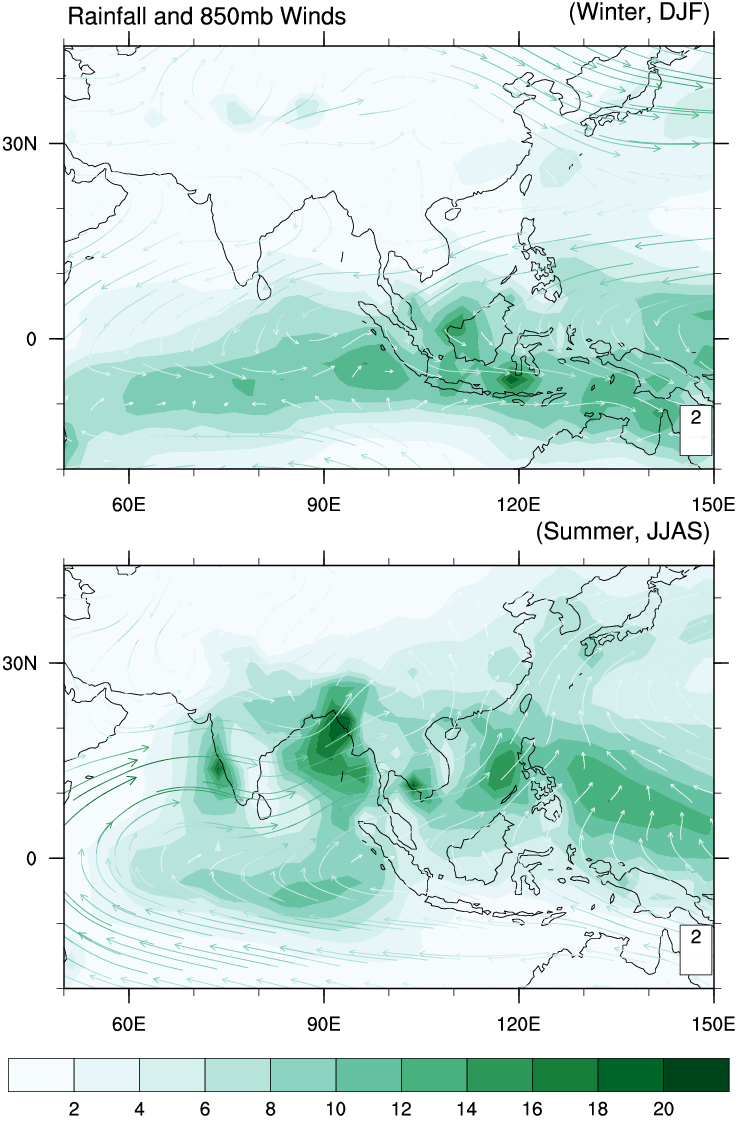 Rainfall and 850mb Winds (Winter, DJF)
30N
0
2
60E 90E 120E 150E
(Summer, JJAS)
30N
0
2
60E 90E 120E 150E
2 4 6 8 10 12 14 16 18 20